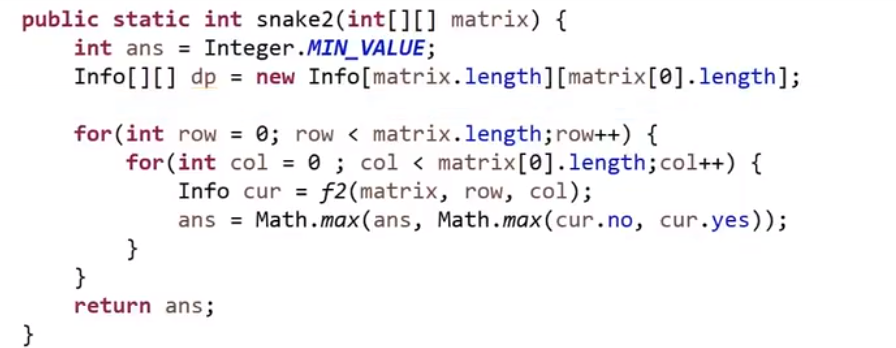 public static int snake2(int[][] matrix) {
    int ans = Integer.MIN_VALUE;
    Info[][] dp = new Info[matrix.length][matrix[0].length];

    for(int row = 0; row < matrix.length;row++) {
        for(int col = 0 ; col < matrix[0].length;col++) {
            Info cur = f2(matrix, row, col);
            ans = Math.max(ans, Math.max(cur.no, cur.yes));
        }
    }
    return ans;
}